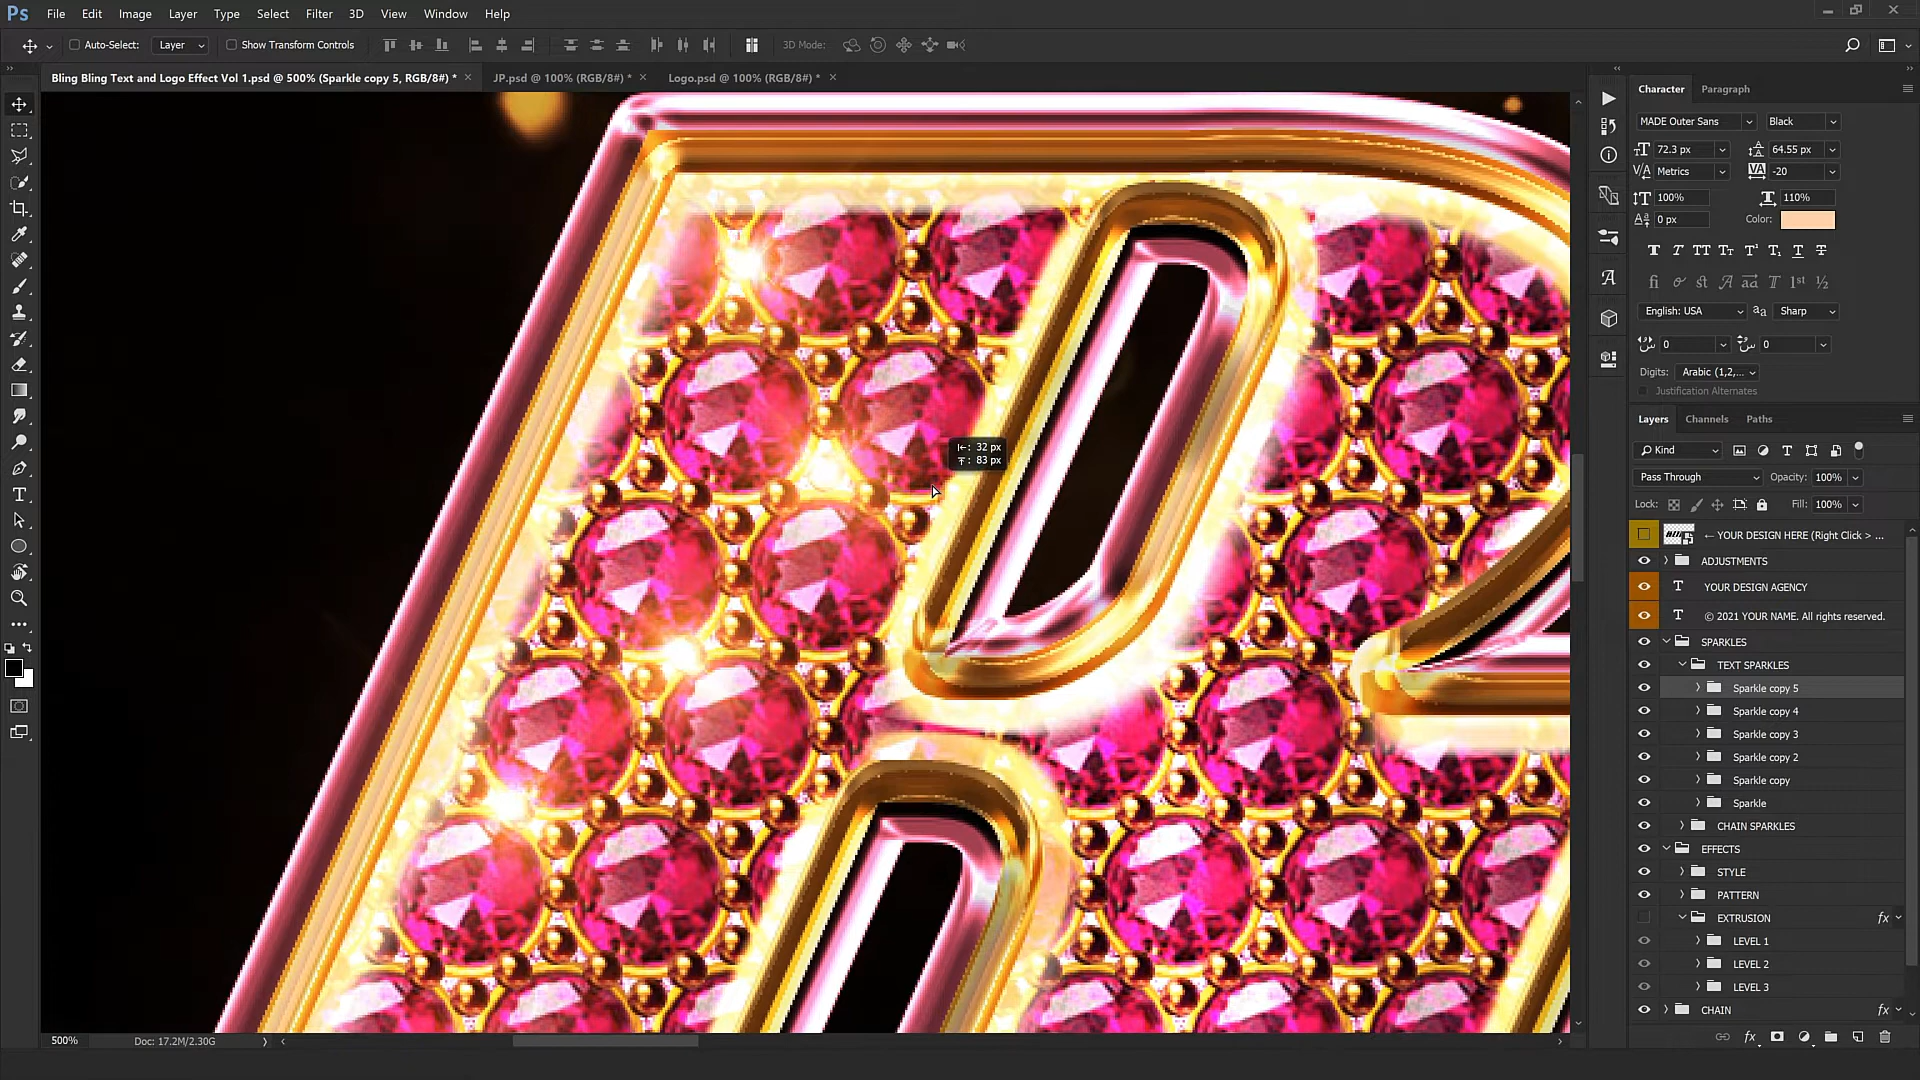 Ps File Edit Image Layer Type Select Filter 3D View Window Help
Auto-Select: Layer Show Transform Controls 3D Mode:
Bling Bling Text and Logo Effect Vol 1.psd @ 500% (Sparkle copy 5, RGB/8#) * × JP.psd @ 100% (RGB/8#) * × Logo.psd @ 100% (RGB/8#) * ×
Character Paragraph
MADE Outer Sans Black
72.3 px 64.55 px
Metrics -20
100% 110%
0 px Color:
English: USA Sharp
0 0
Digits: Arabic (1,2,...
Justification Alternates
Layers Channels Paths
Kind
Pass Through Opacity: 100%
Lock: Fill: 100%
← YOUR DESIGN HERE (Right Click > ...
ADJUSTMENTS
T YOUR DESIGN AGENCY
T © 2021 YOUR NAME. All rights reserved.
SPARKLES
TEXT SPARKLES
Sparkle copy 5
Sparkle copy 4
Sparkle copy 3
Sparkle copy 2
Sparkle copy
Sparkle
CHAIN SPARKLES
EFFECTS
STYLE
PATTERN
EXTRUSION fx
LEVEL 1
LEVEL 2
LEVEL 3
CHAIN fx
32 px
83 px
500% Doc: 17.2M/2.30G